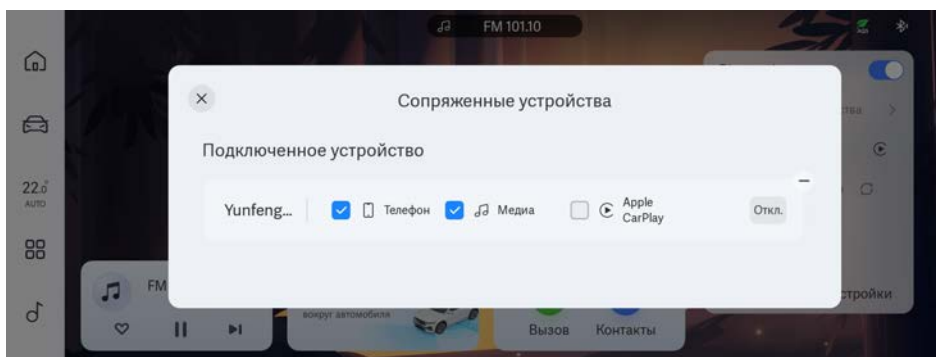 FM 101.10
Сопряженные устройства
Подключенное устройство
22.0°
AUTO
Yunfeng...
Телефон
Медиа
Apple
CarPlay
Откл.
FM
вокруг автомобиля
Вызов
Контакты